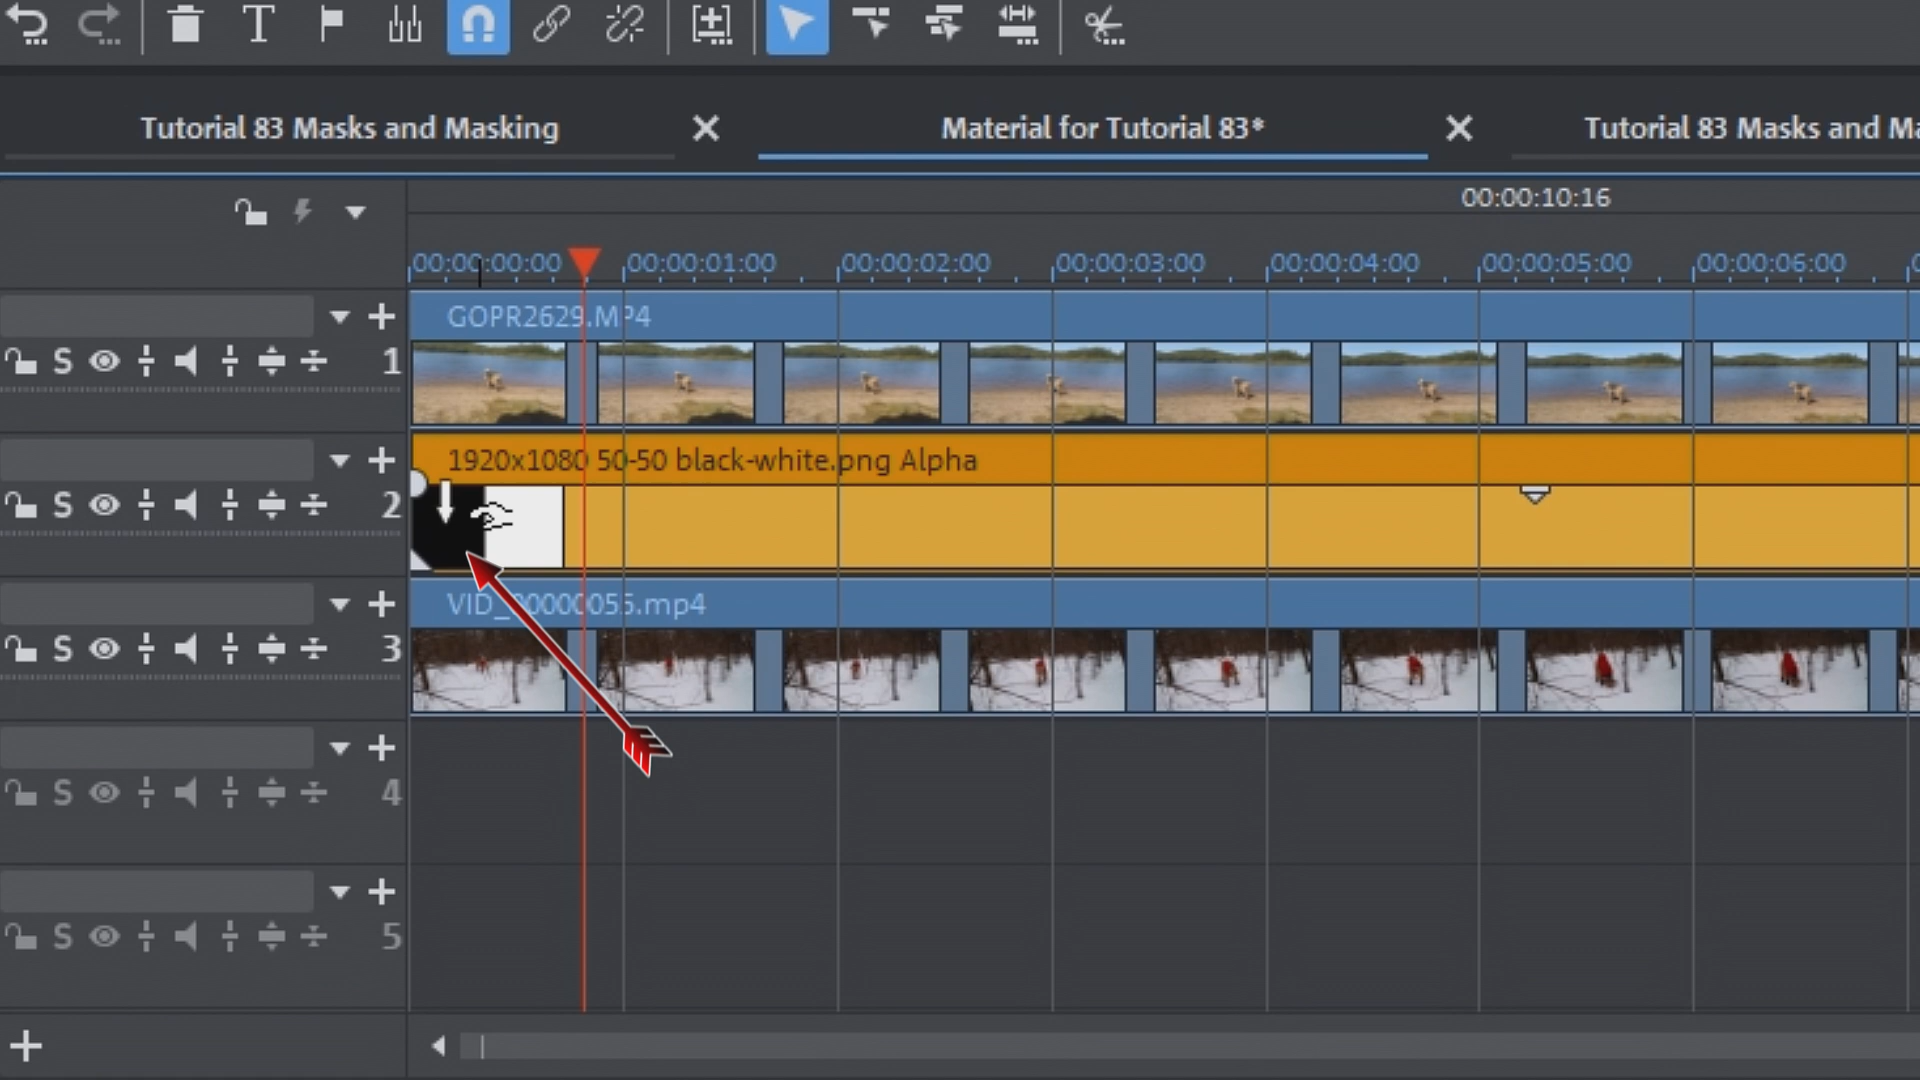 Tutorial 83 Masks and Masking
Material for Tutorial 83*
Tutorial 83 Masks and Ma
00:00:10:16
00:00:00:00 00:00:01:00 00:00:02:00 00:00:03:00 00:00:04:00 00:00:05:00 00:00:06:00
GOPR2629.MP4
S 1
1920x1080 50-50 black-white.png Alpha
S 2
VID_00000055.mp4
S 3
S 4
S 5